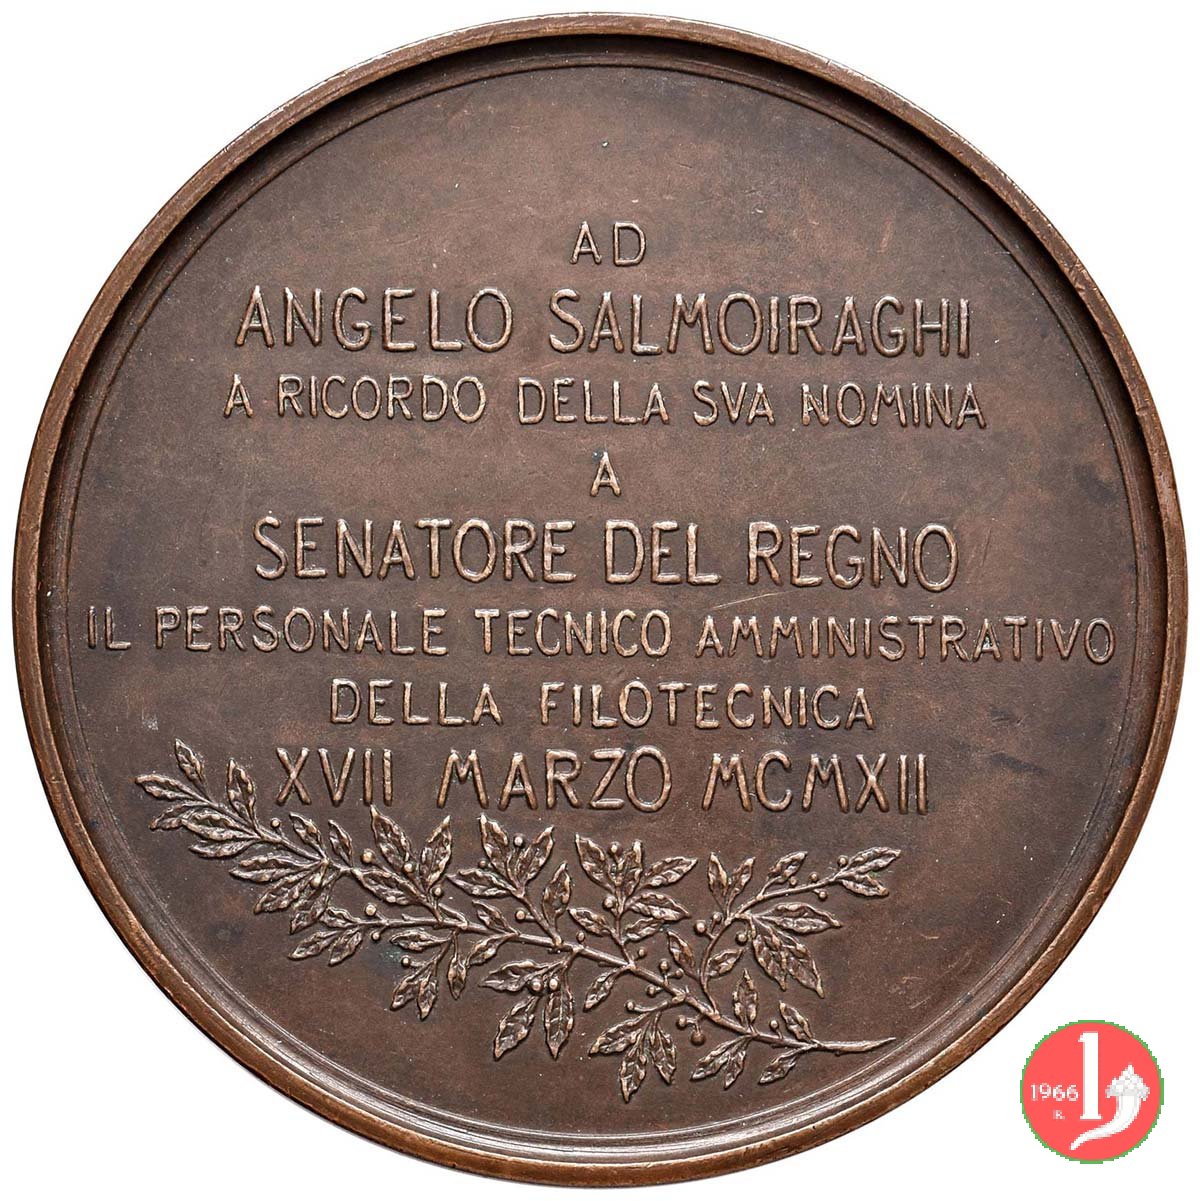 AD
ANGELO SALMOIRAGHI
A RICORDO DELLA SVA NOMINA
A
SENATORE DEL REGNO
IL PERSONALE TECNICO AMMINISTRATIVO
DELLA FILOTECNICA
XVII MARZO MCMXII
1966
R.